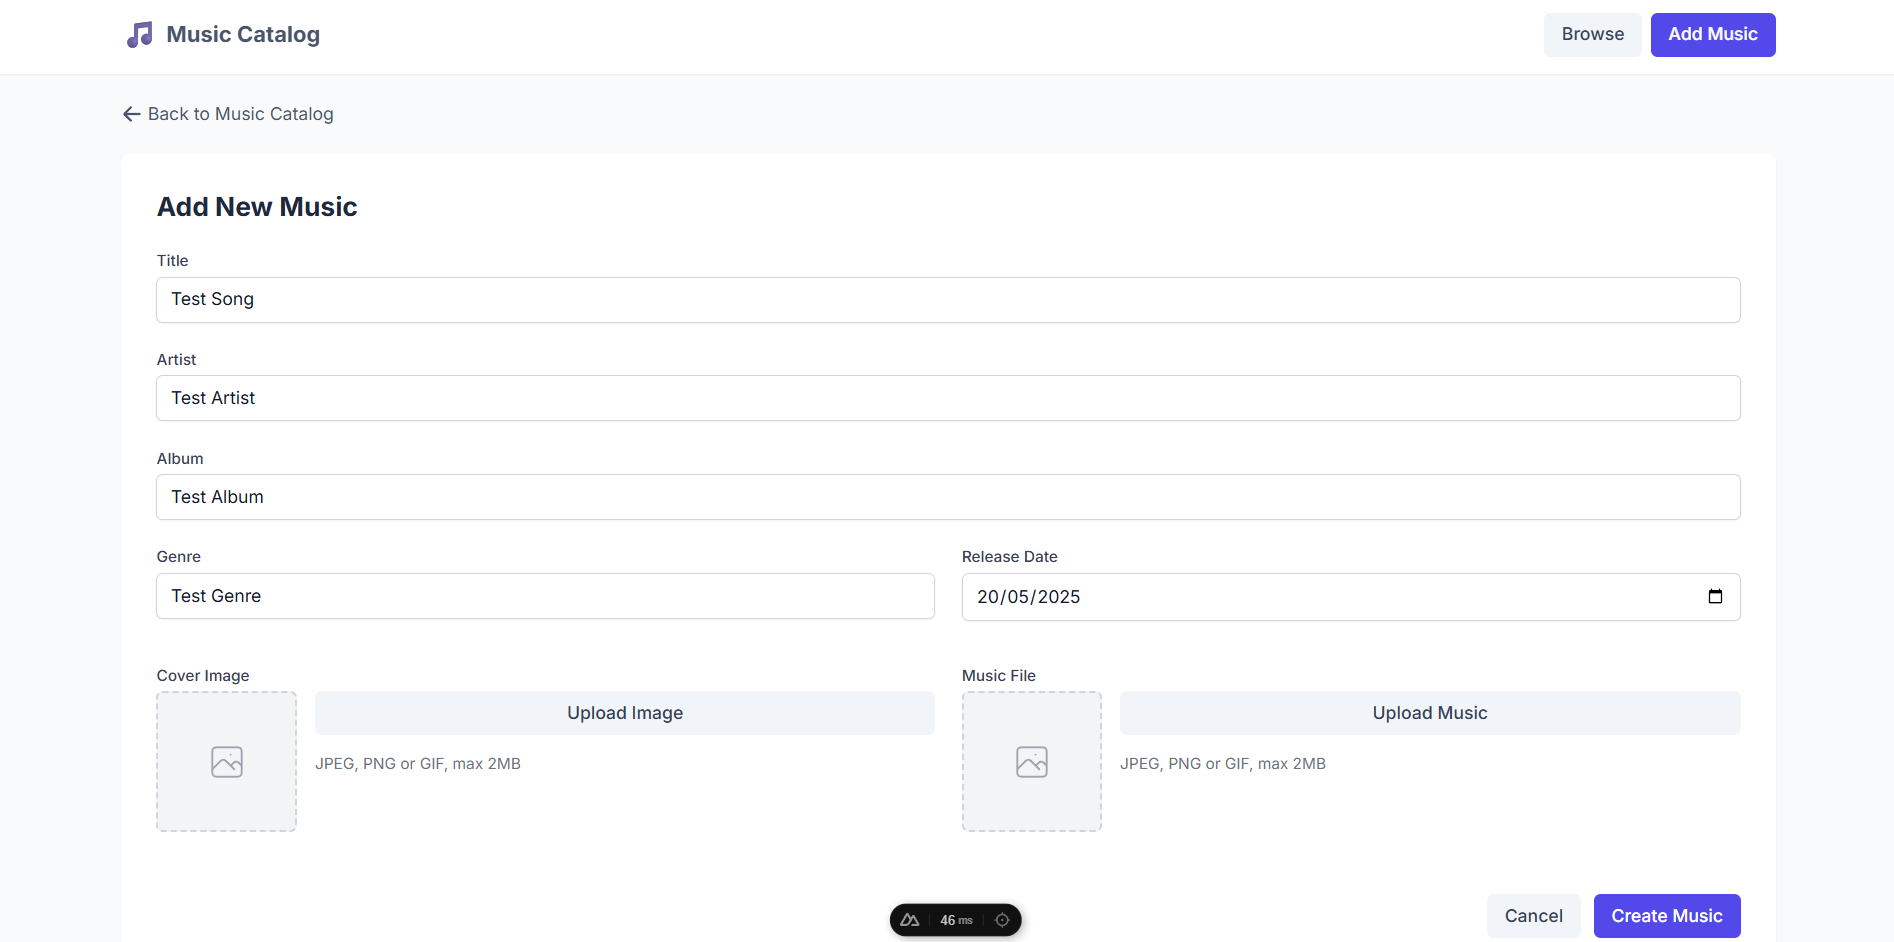 Music Catalog
Browse
Add Music
Back to Music Catalog
Add New Music
Title
Test Song
Artist
Test Artist
Album
Test Album
Genre
Release Date
Test Genre
20/05/2025
Cover Image
Music File
Upload Image
Upload Music
JPEG, PNG or GIF, max 2MB
JPEG, PNG or GIF, max 2MB
46 ms
Cancel
Create Music